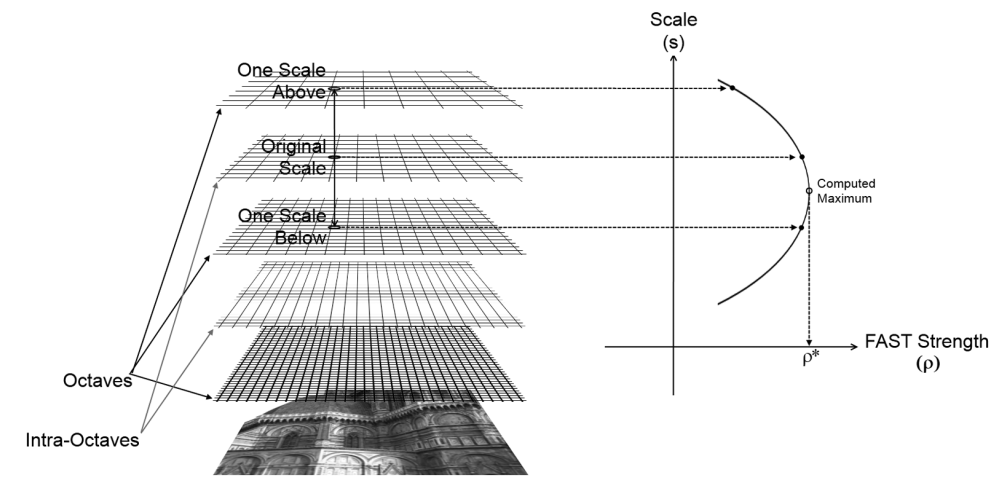 Scale
(s)
One Scale
Above
Original
Scale
One Scale
Below
Computed
Maximum
FAST Strength
(ρ)
ρ*
Octaves
Intra-Octaves